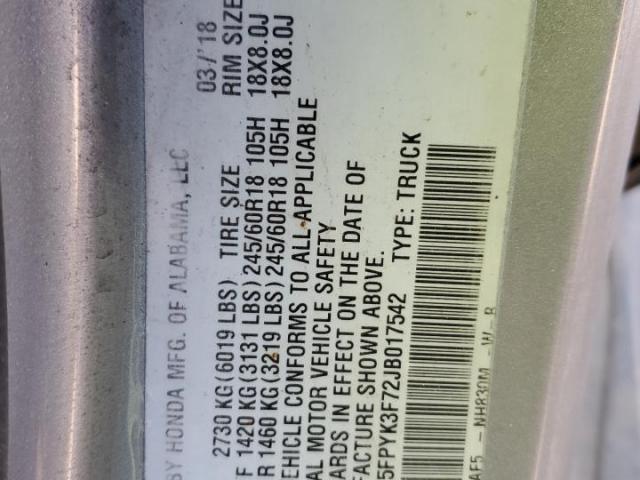 BY HONDA MFG. OF ALABAMA, LLC 03/'18
2730 KG(6019 LBS) TIRE SIZE RIM SIZE
F 1420 KG(3131 LBS)245/60R18 105H 18X8.0J
R 1460 KG(3219 LBS)245/60R18 105H 18X8.0J
EHICLE CONFORMS TO ALL APPLICABLE
AL MOTOR VEHICLE SAFETY
ARDS IN EFFECT ON THE DATE OF
FACTURE SHOWN ABOVE.
5FPYK3F72JB017542 TYPE: TRUCK
AF5 - NH830M -W-B